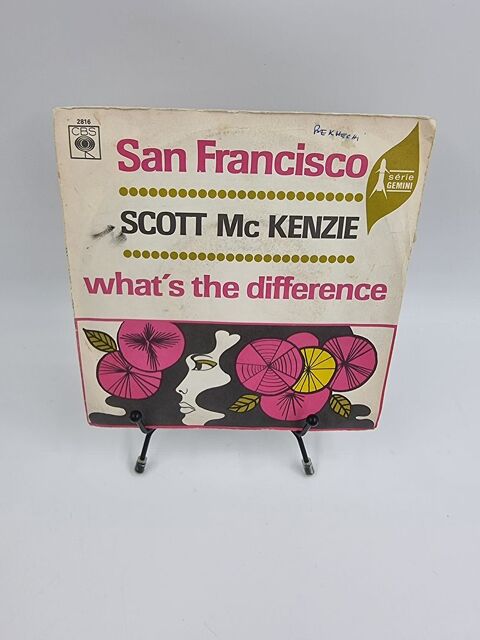 2816
CBS
San Francisco
série
GEMINI
SCOTT Mc KENZIE
what's the difference